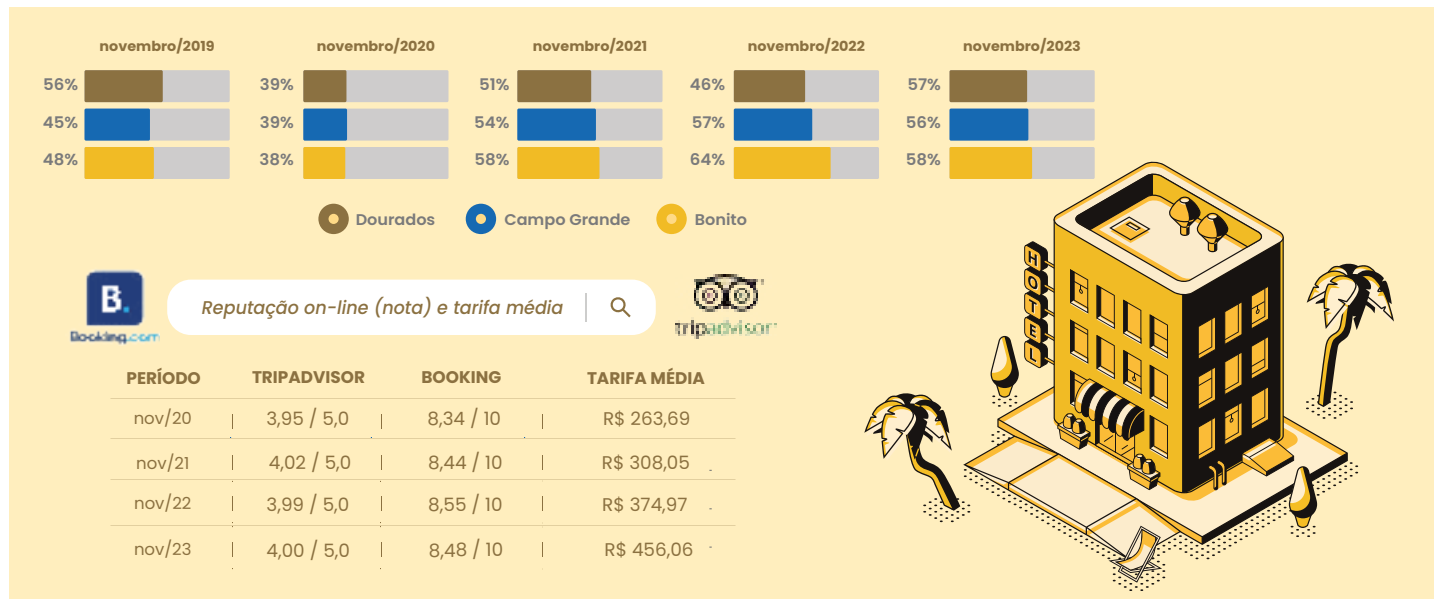 novembro/2019 novembro/2020 novembro/2021 novembro/2022 novembro/2023
56% 39% 51% 46% 57%
45% 39% 54% 57% 56%
48% 38% 58% 64% 58%
Dourados Campo Grande Bonito
B.
Booking.com
Reputação on-line (nota) e tarifa média
tripadvisor
HOTEL
PERÍODO TRIPADVISOR BOOKING TARIFA MÉDIA
nov/20 3,95 / 5,0 8,34 / 10 R$ 263,69
nov/21 4,02 / 5,0 8,44 / 10 R$ 308,05
nov/22 3,99 / 5,0 8,55 / 10 R$ 374,97
nov/23 4,00 / 5,0 8,48 / 10 R$ 456,06